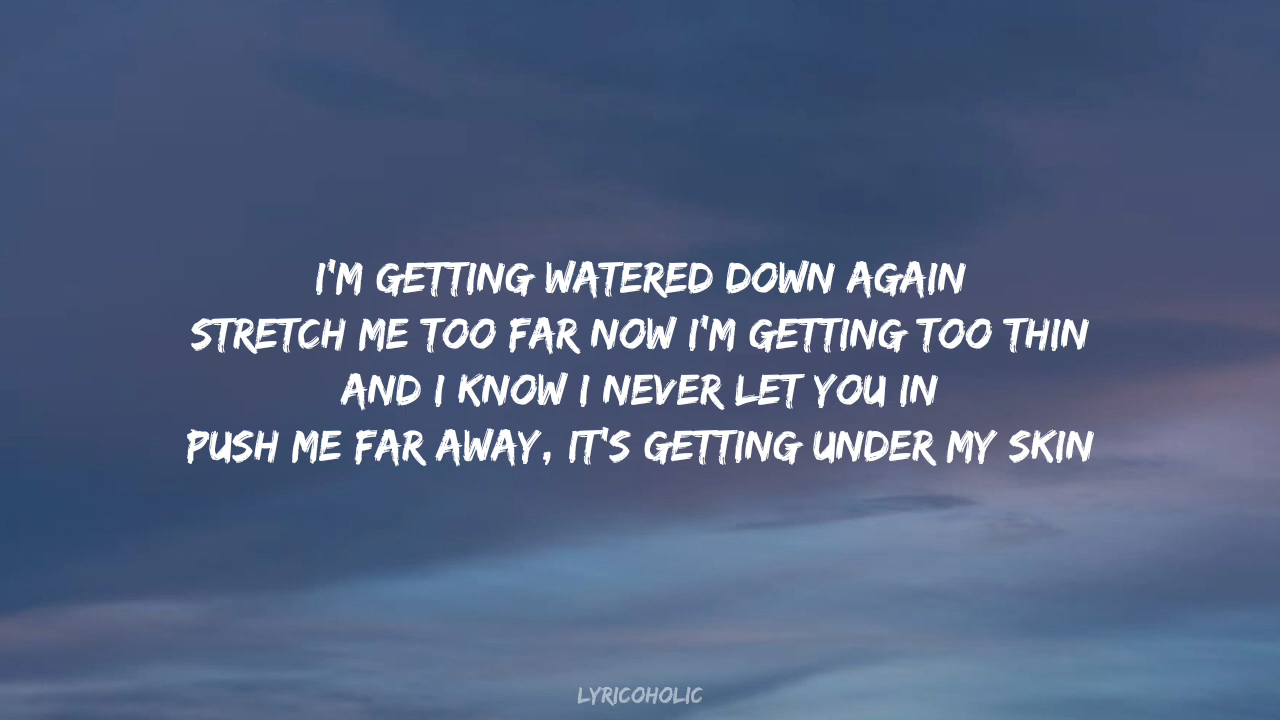 I'M GETTING WATERED DOWN AGAIN
STRETCH ME TOO FAR NOW I'M GETTING TOO THIN
AND I KNOW I NEVER LET YOU IN
PUSH ME FAR AWAY, IT'S GETTING UNDER MY SKIN
LYRICOHOLIC